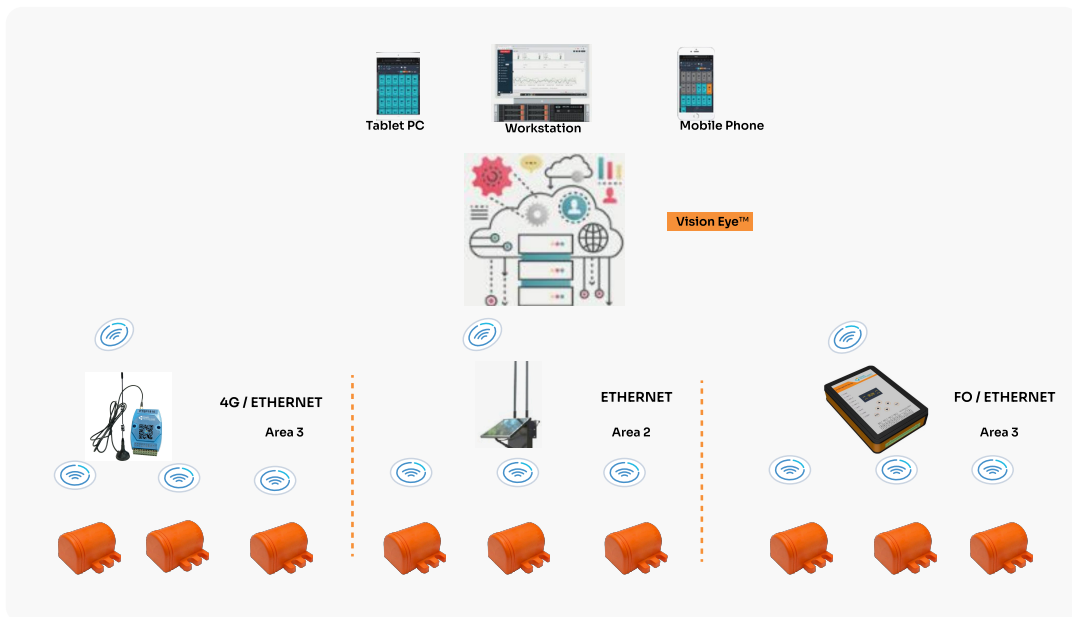 Tablet PC
Workstation
Mobile Phone
Vision Eye™
4G / ETHERNET
Area 3
ETHERNET
Area 2
FO / ETHERNET
Area 3